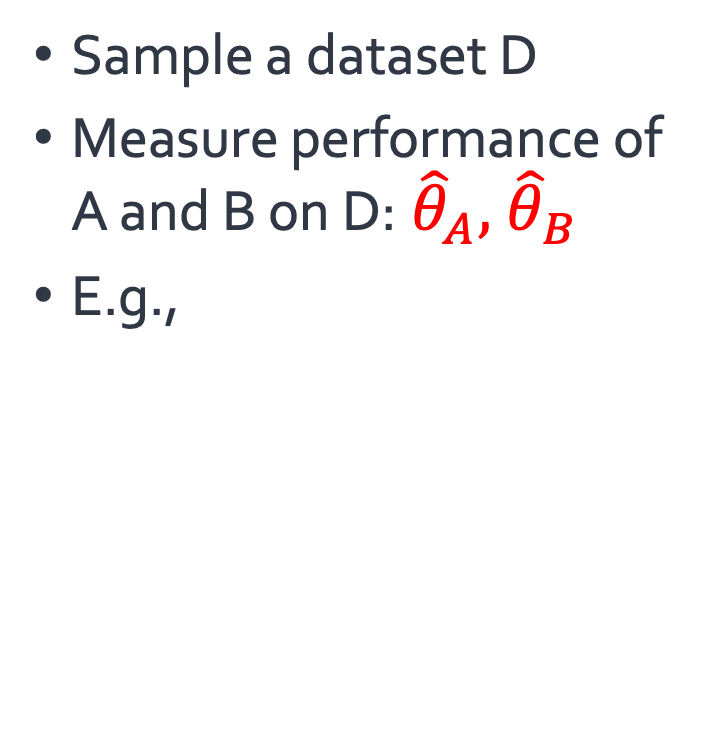 • Sample a dataset D
• Measure performance of
A and B on D: θ̂_A, θ̂_B
• E.g.,